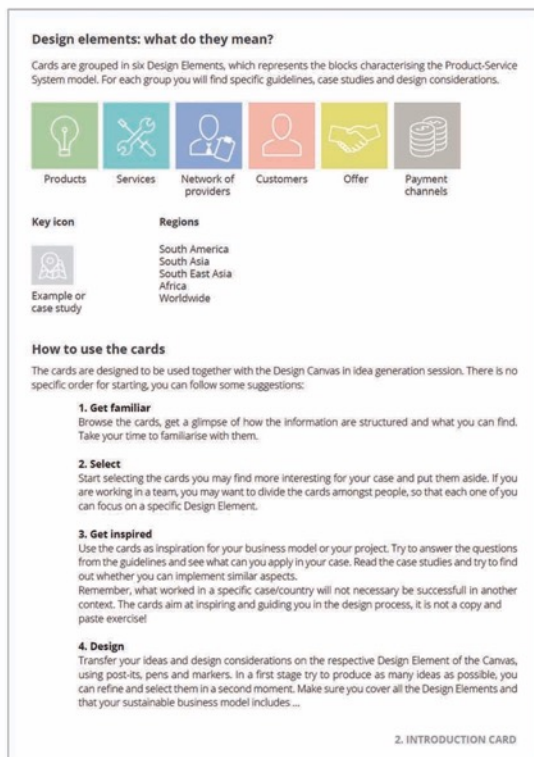 Design elements: what do they mean?
Cards are grouped in six Design Elements, which represents the blocks characterising the Product-Service
System model. For each group you will find specific guidelines, case studies and design considerations.
Products
Services
Network of
providers
Customers
Offer
Payment
channels
Key icon
Example or
case study
Regions
South America
South Asia
South East Asia
Africa
Worldwide
How to use the cards
The cards are designed to be used together with the Design Canvas in idea generation session. There is no
specific order for starting, you can follow some suggestions:
1. Get familiar
Browse the cards, get a glimpse of how the information are structured and what you can find.
Take your time to familiarise with them.
2. Select
Start selecting the cards you may find more interesting for your case and put them aside. If you
are working in a team, you may want to divide the cards amongst people, so that each one of you
can focus on a specific Design Element.
3. Get inspired
Use the cards as inspiration for your business model or your project. Try to answer the questions
from the guidelines and see what can you apply in your case. Read the case studies and try to find
out whether you can implement similar aspects.
Remember, what worked in a specific case/country will not necessary be successfull in another
context. The cards aim at inspiring and guiding you in the design process, it is not a copy and
paste exercise!
4. Design
Transfer your ideas and design considerations on the respective Design Element of the Canvas,
using post-its, pens and markers. In a first stage try to produce as many ideas as possible, you
can refine and select them in a second moment. Make sure you cover all the Design Elements and
that your sustainable business model includes ...
2. INTRODUCTION CARD